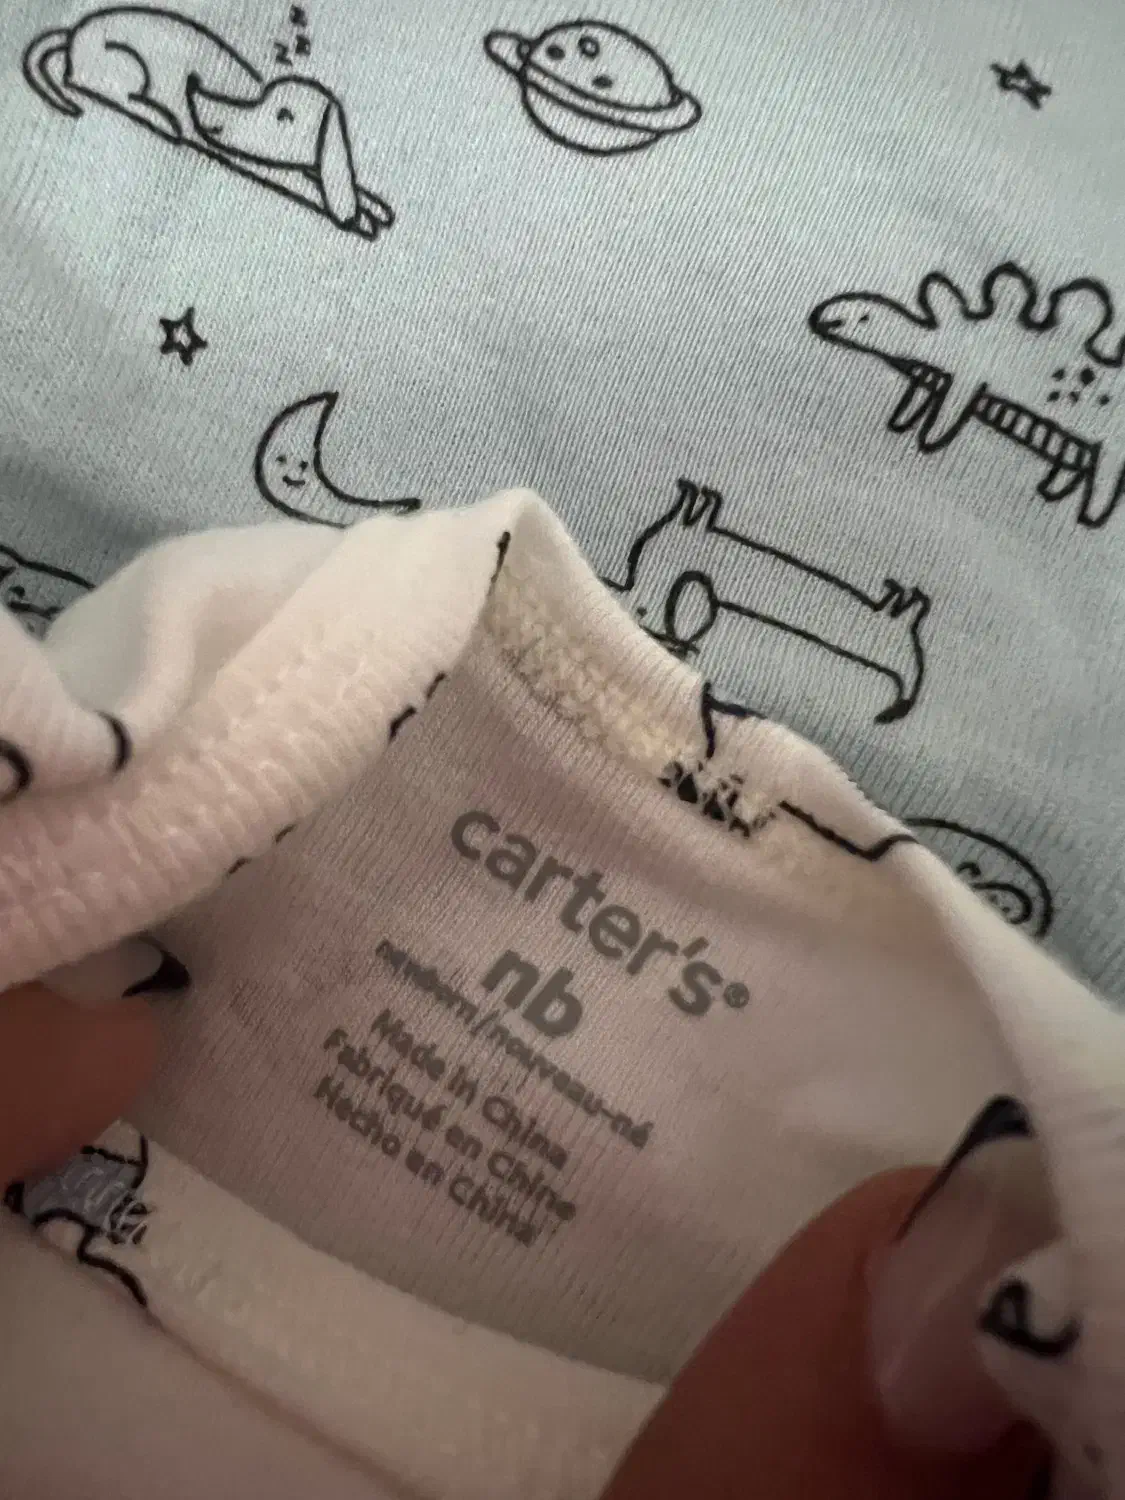 z z z
carter's®
nb
newborn/nouveau-né
Made in China
Fabriqué en Chine
Hecho en China